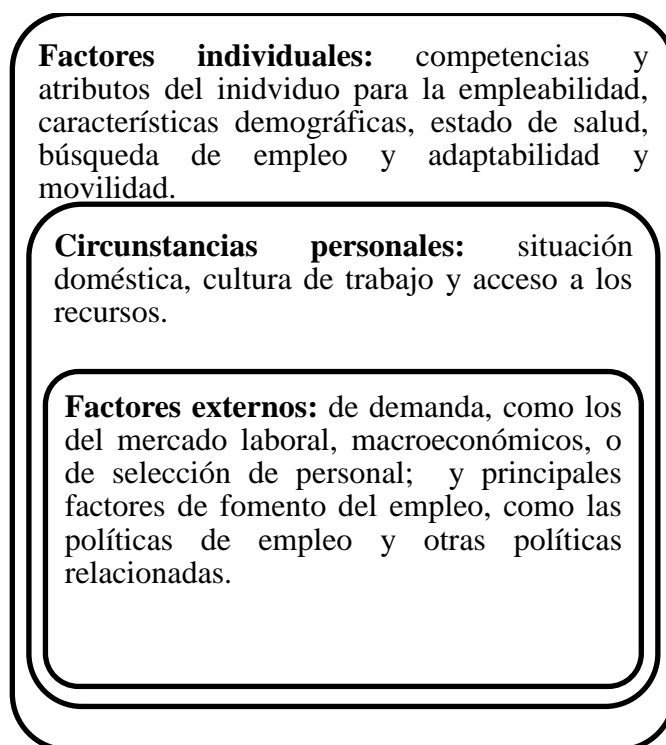 Factores individuales: competencias y
atributos del inidviduo para la empleabilidad,
características demográficas, estado de salud,
búsqueda de empleo y adaptabilidad y
movilidad.
Circunstancias personales: situación
doméstica, cultura de trabajo y acceso a los
recursos.
Factores externos: de demanda, como los
del mercado laboral, macroeconómicos, o
de selección de personal; y principales
factores de fomento del empleo, como las
políticas de empleo y otras políticas
relacionadas.